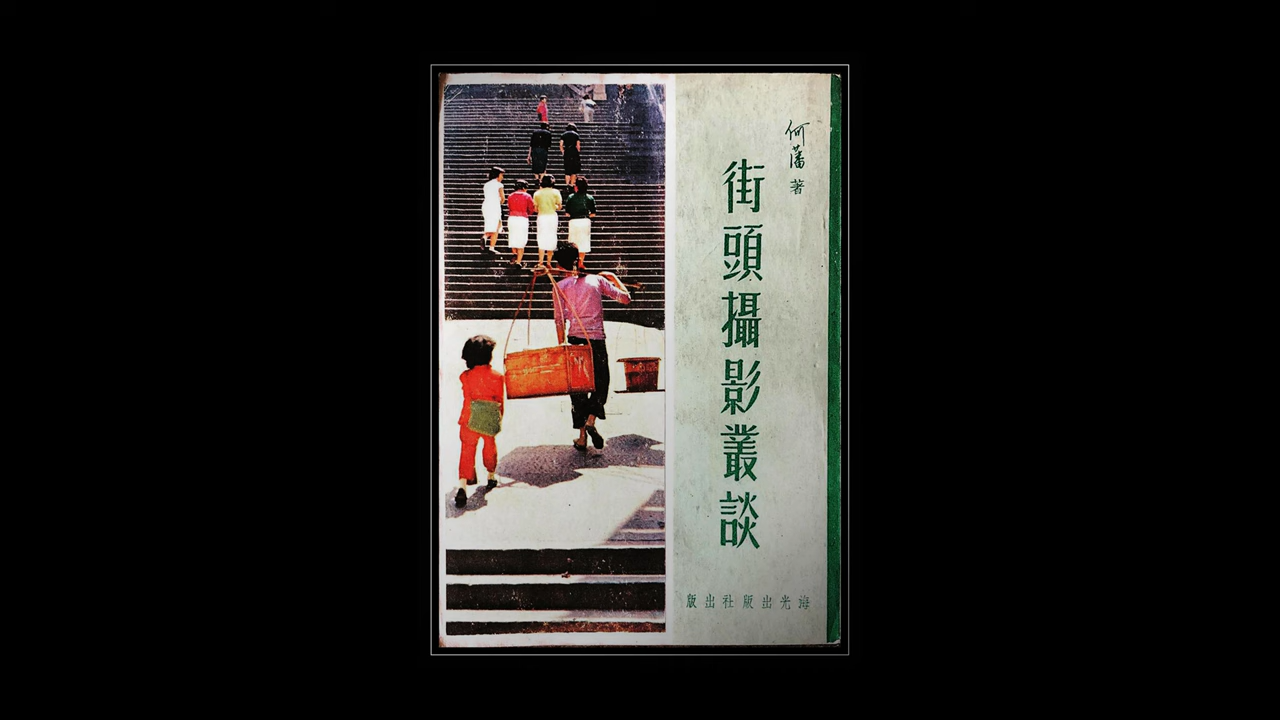 何藩 著
街頭攝影叢談
海光出版社出版